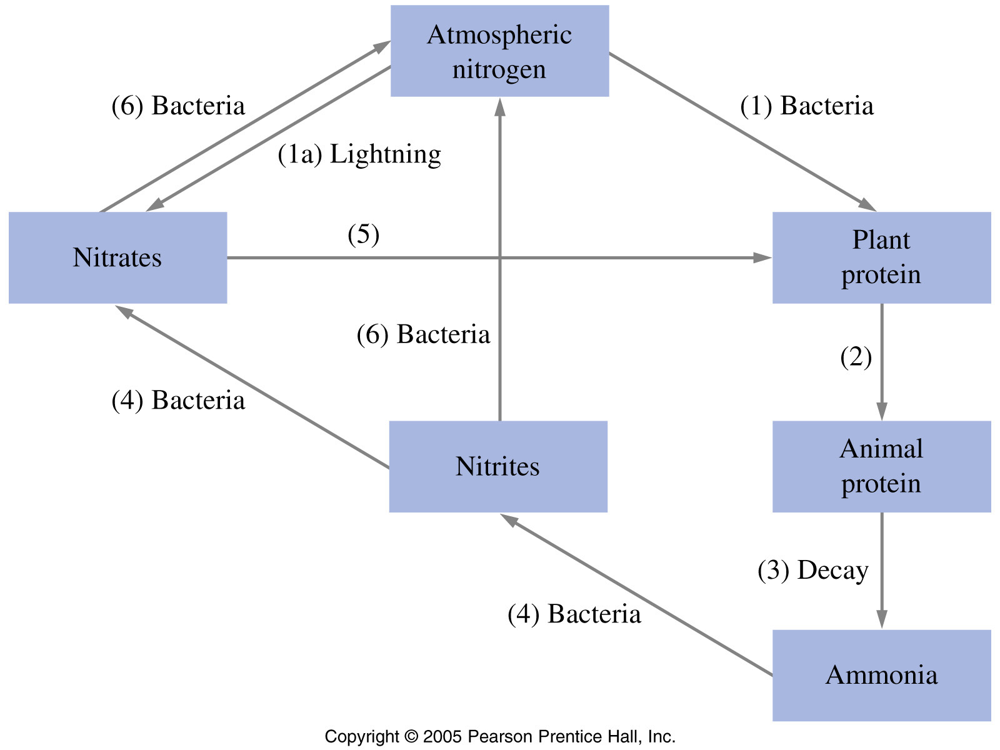 Atmospheric
nitrogen
(6) Bacteria
(1) Bacteria
(1a) Lightning
(5)
Nitrates
Plant
protein
(6) Bacteria
(2)
(4) Bacteria
Nitrites
Animal
protein
(3) Decay
(4) Bacteria
Ammonia
Copyright © 2005 Pearson Prentice Hall, Inc.